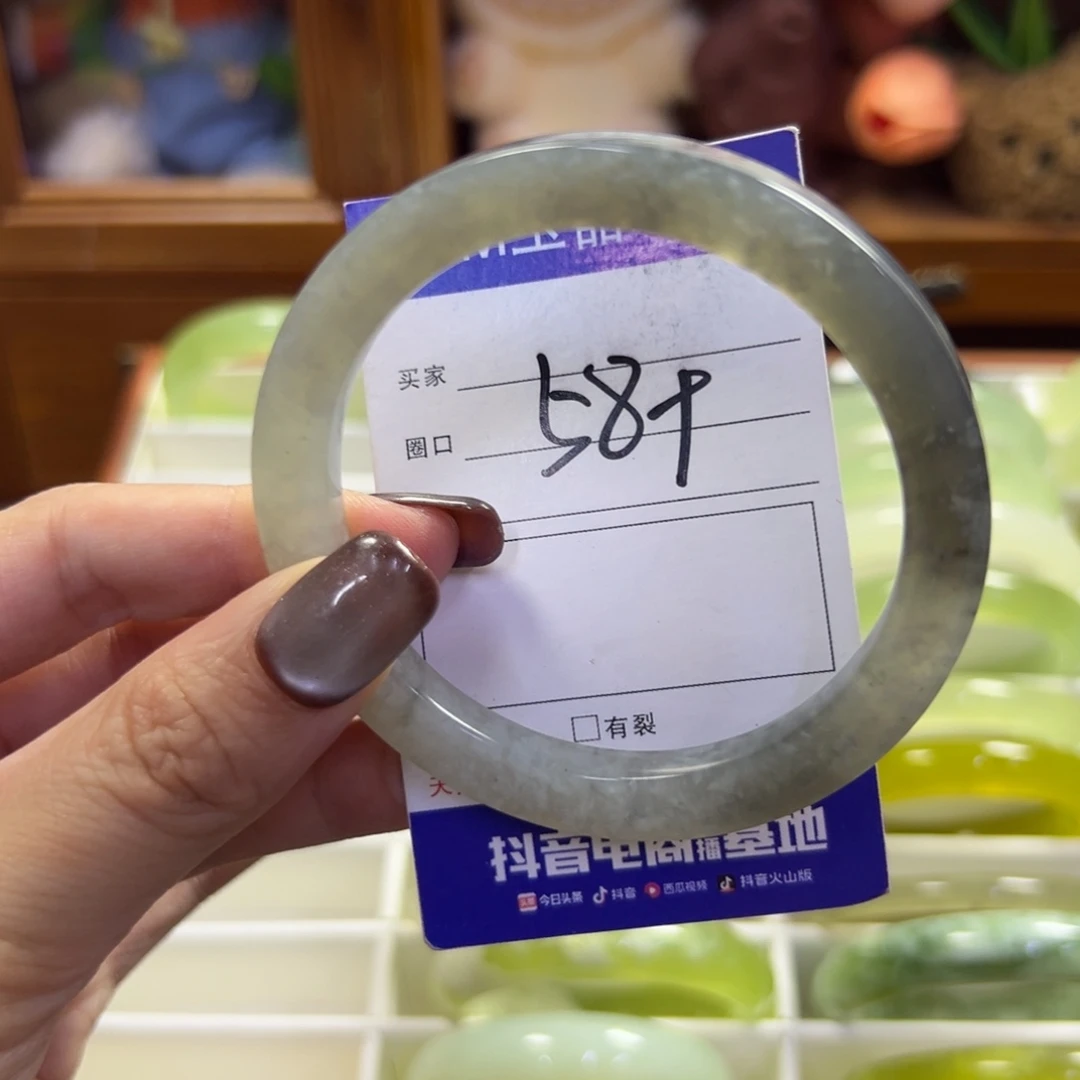 买家
圈口
58+
有裂
抖音电商播基地
今日头条 抖音 西瓜视频 抖音火山版